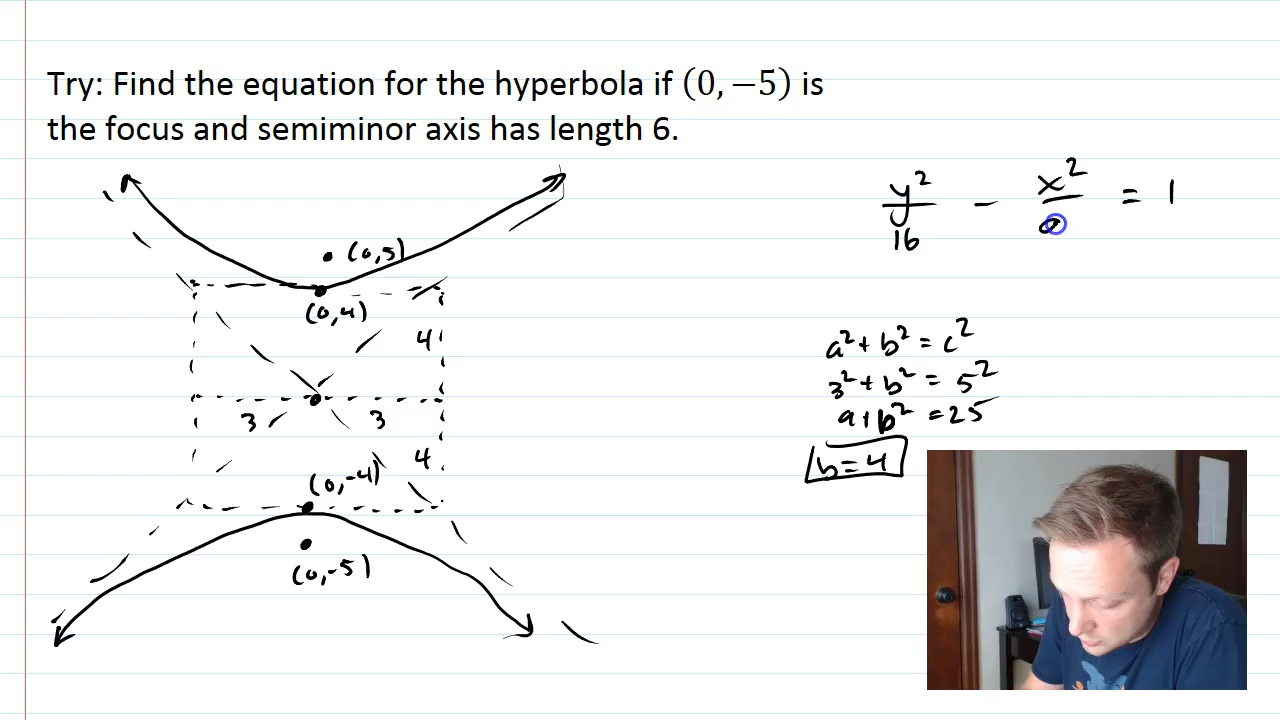 Try: Find the equation for the hyperbola if (0, −5) is
the focus and semiminor axis has length 6.
y² / 16 - x² / = 1
(0,5)
(0,4)
4
3 3
4
(0,-4)
(0,-5)
a² + b² = c²
3² + b² = 5²
9 + b² = 25
b = 4